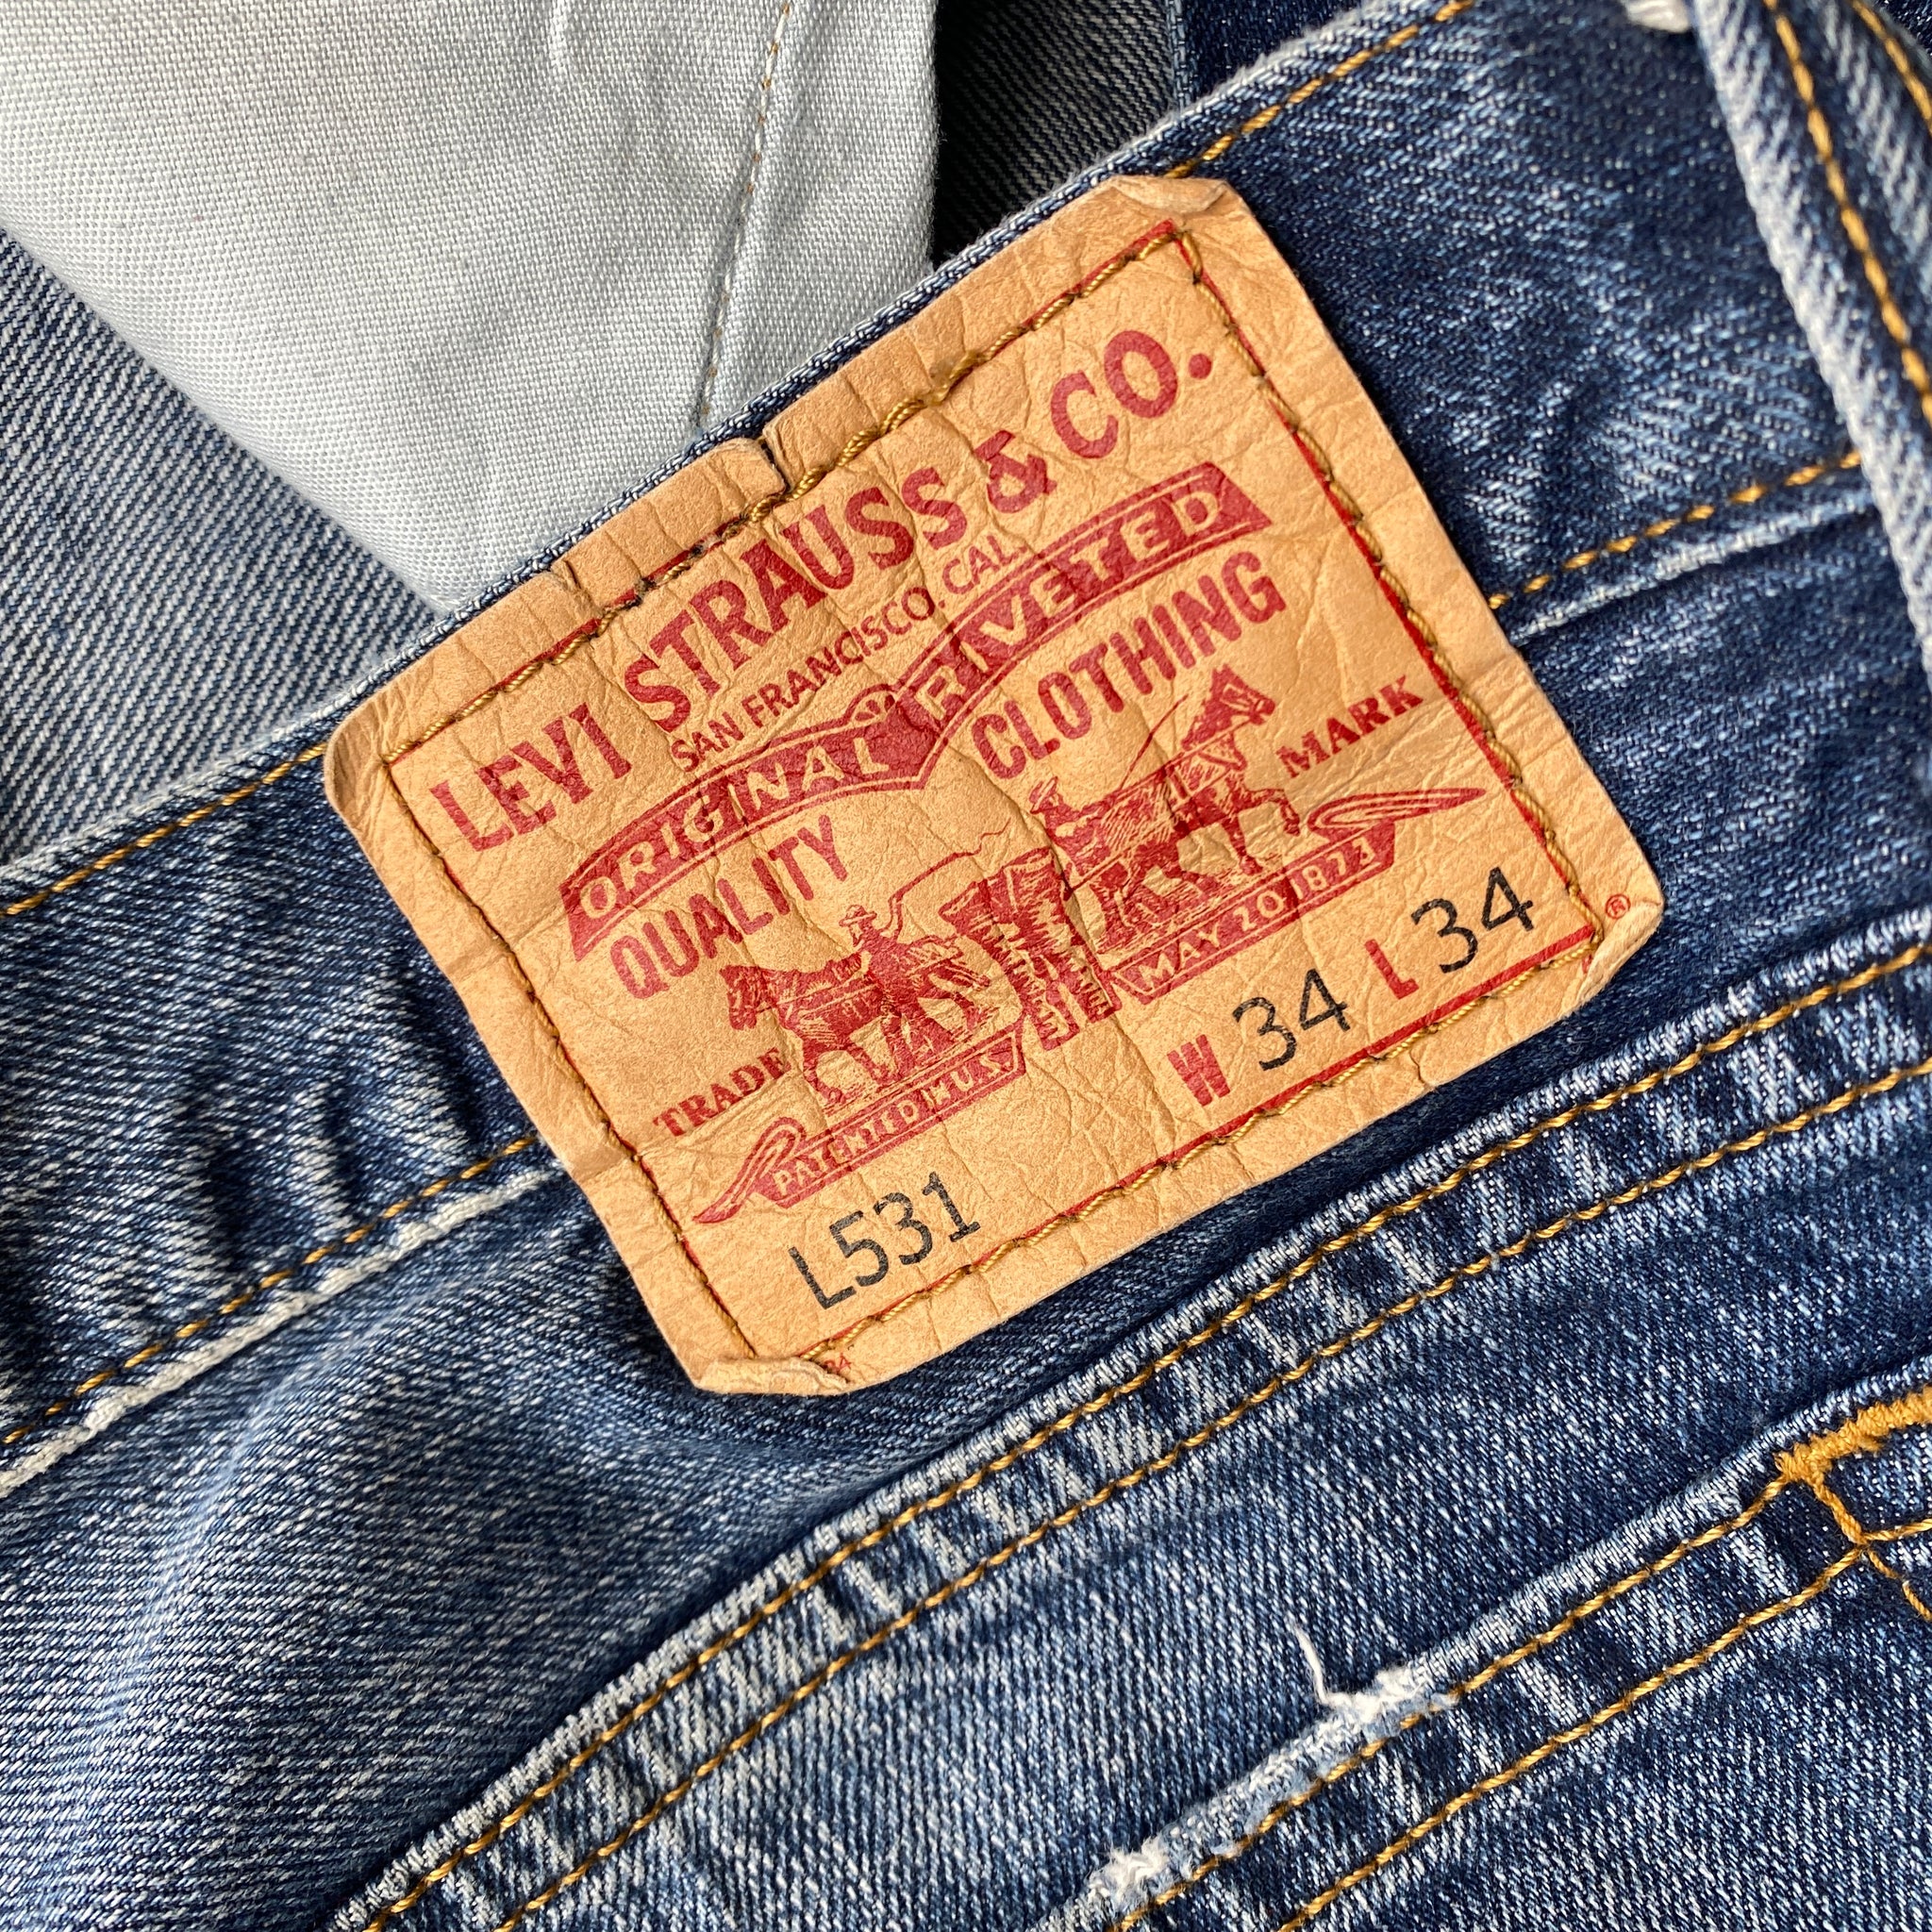 LEVI STRAUSS & CO.
SAN FRANCISCO. CAL.
ORIGINAL RIVETED
QUALITY CLOTHING
TRADE MARK
PATENTED IN U.S. MAY 20 1873
L531 W 34 L 34
®